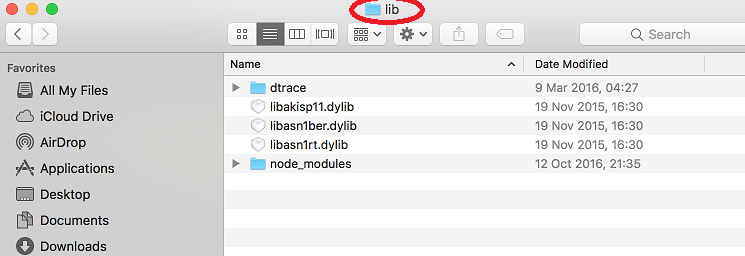 lib
Search
Favorites
All My Files
iCloud Drive
AirDrop
Applications
Desktop
Documents
Downloads
Name Date Modified
dtrace 9 Mar 2016, 04:27
libakisp11.dylib 19 Nov 2015, 16:30
libasn1ber.dylib 19 Nov 2015, 16:30
libasn1rt.dylib 19 Nov 2015, 16:30
node_modules 12 Oct 2016, 21:35